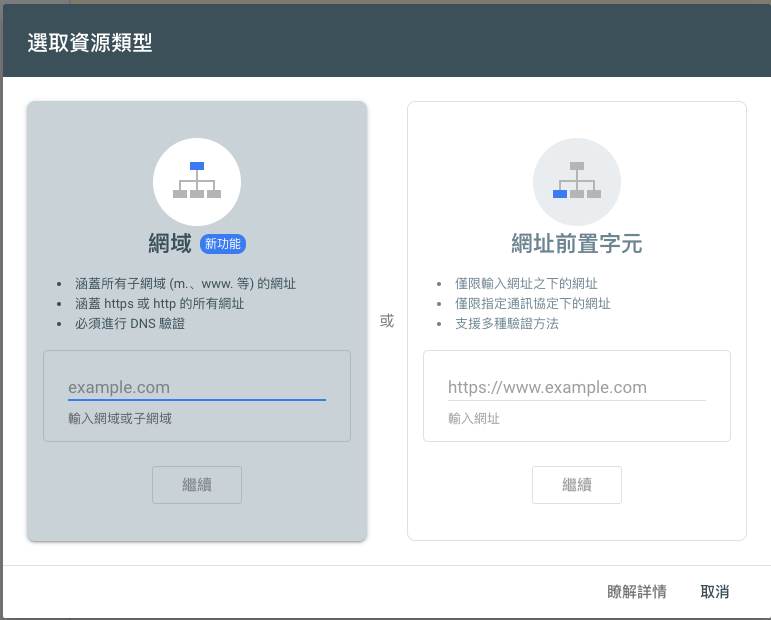 選取資源類型
網域 新功能
涵蓋所有子網域 (m.、www. 等) 的網址
涵蓋 https 或 http 的所有網址
必須進行 DNS 驗證
example.com
輸入網域或子網域
繼續
或
網址前置字元
僅限輸入網址之下的網址
僅限指定通訊協定下的網址
支援多種驗證方法
https://www.example.com
輸入網址
繼續
瞭解詳情 取消